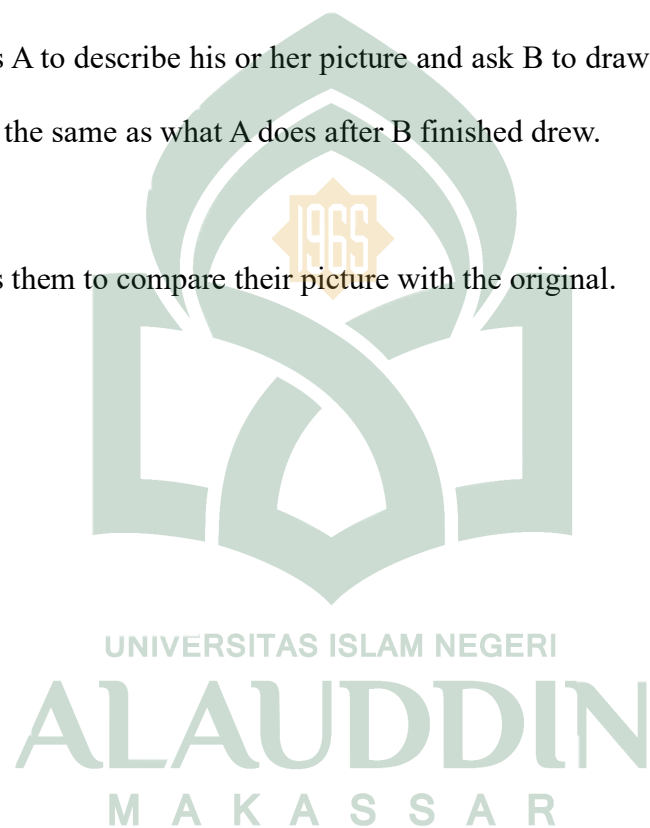 s A to describe his or her picture and ask B to draw
the same as what A does after B finished drew.
1965
s them to compare their picture with the original.
UNIVERSITAS ISLAM NEGERI
ALAUDDIN
MAKASSAR